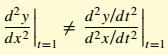 d²y/dx²|ₜ₌₁ ≠ d²y/dt² / d²x/dt²|ₜ₌₁